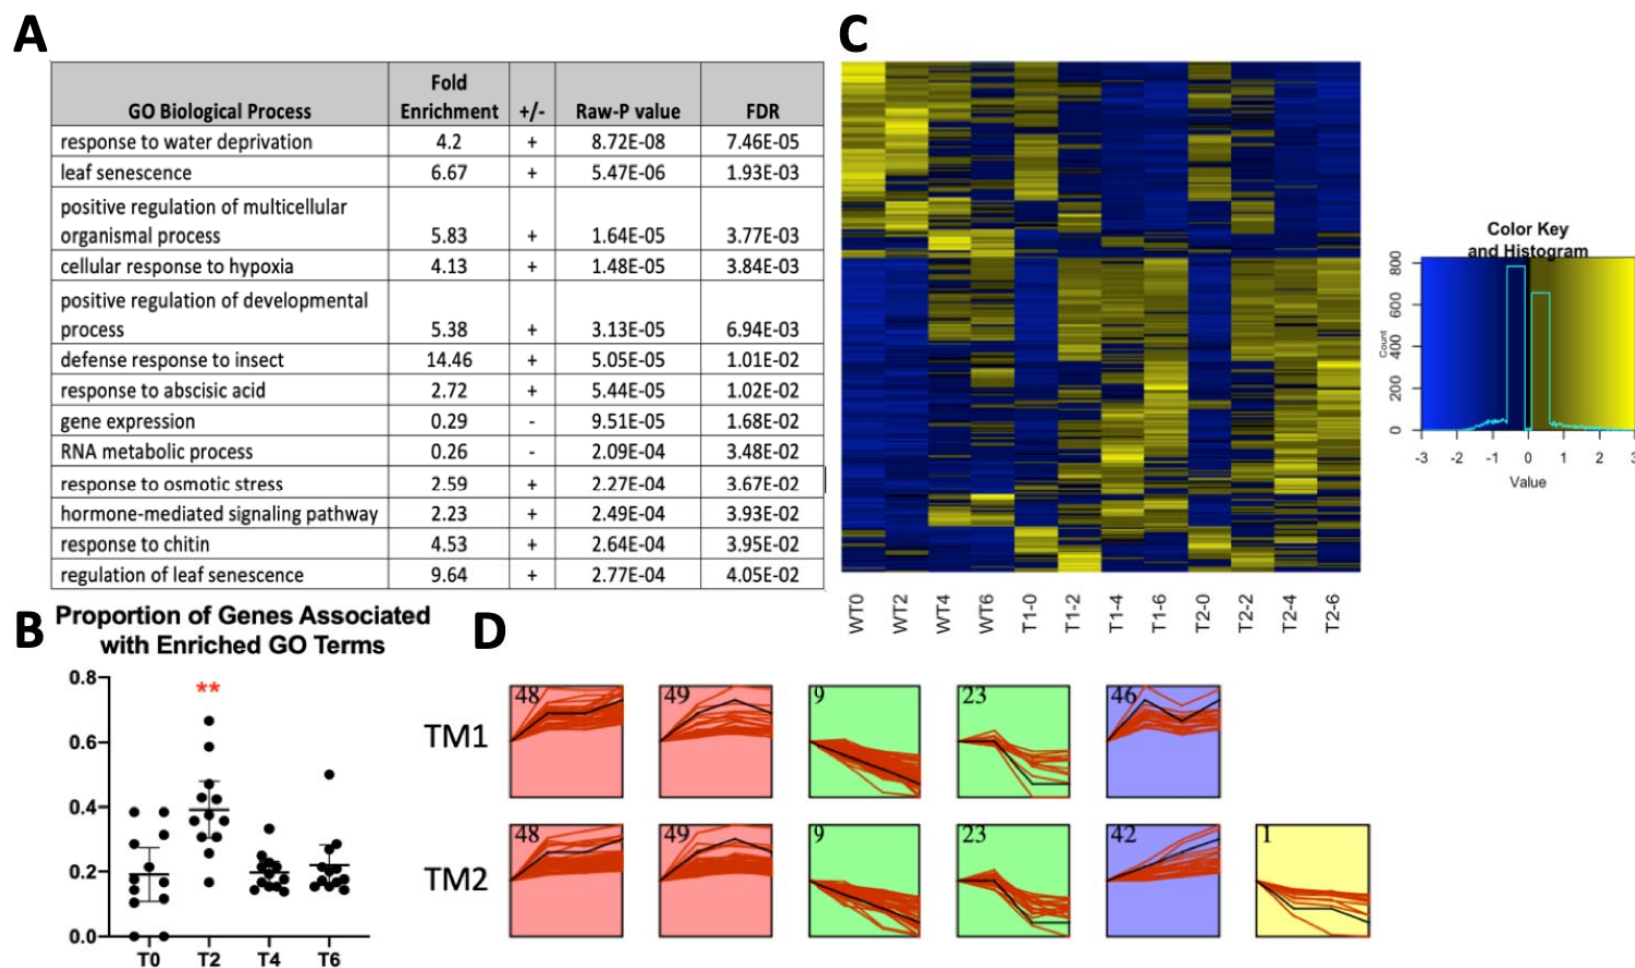 A
GO Biological Process Fold Enrichment +/- Raw-P value FDR
response to water deprivation 4.2 + 8.72E-08 7.46E-05
leaf senescence 6.67 + 5.47E-06 1.93E-03
positive regulation of multicellular
organismal process 5.83 + 1.64E-05 3.77E-03
cellular response to hypoxia 4.13 + 1.48E-05 3.84E-03
positive regulation of developmental
process 5.38 + 3.13E-05 6.94E-03
defense response to insect 14.46 + 5.05E-05 1.01E-02
response to abscisic acid 2.72 + 5.44E-05 1.02E-02
gene expression 0.29 - 9.51E-05 1.68E-02
RNA metabolic process 0.26 - 2.09E-04 3.48E-02
response to osmotic stress 2.59 + 2.27E-04 3.67E-02
hormone-mediated signaling pathway 2.23 + 2.49E-04 3.93E-02
response to chitin 4.53 + 2.64E-04 3.95E-02
regulation of leaf senescence 9.64 + 2.77E-04 4.05E-02
B
Proportion of Genes Associated
with Enriched GO Terms
**
0.8
0.6
0.4
0.2
0.0
T0 T2 T4 T6
C
WT0 WT2 WT4 WT6 T1-0 T1-2 T1-4 T1-6 T2-0 T2-2 T2-4 T2-6
Color Key
and Histogram
Count
800
600
400
200
0
-3 -2 -1 0 1 2 3
Value
D
TM1 48 49 9 23 46
TM2 48 49 9 23 42 1